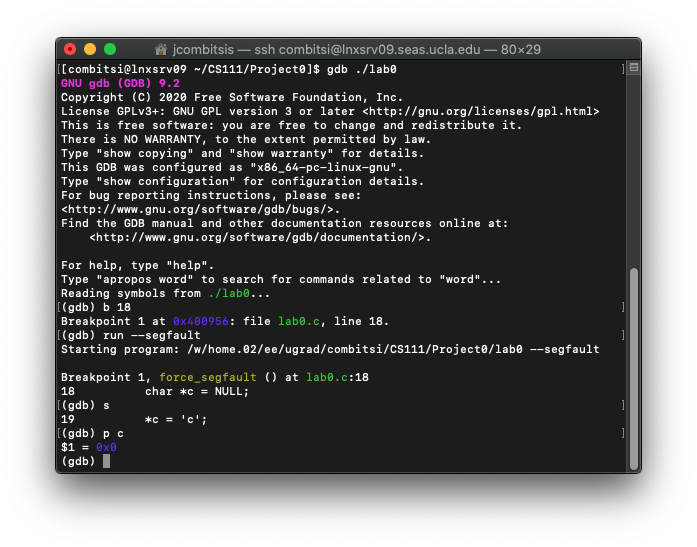 jcombitsis — ssh combitsi@lnxsrv09.seas.ucla.edu — 80×29
[[combitsi@lnxsrv09 ~/CS111/Project0]$ gdb ./lab0 ]
GNU gdb (GDB) 9.2
Copyright (C) 2020 Free Software Foundation, Inc.
License GPLv3+: GNU GPL version 3 or later <http://gnu.org/licenses/gpl.html>
This is free software: you are free to change and redistribute it.
There is NO WARRANTY, to the extent permitted by law.
Type "show copying" and "show warranty" for details.
This GDB was configured as "x86_64-pc-linux-gnu".
Type "show configuration" for configuration details.
For bug reporting instructions, please see:
<http://www.gnu.org/software/gdb/bugs/>.
Find the GDB manual and other documentation resources online at:
    <http://www.gnu.org/software/gdb/documentation/>.

For help, type "help".
Type "apropos word" to search for commands related to "word"...
Reading symbols from ./lab0...
[(gdb) b 18 ]
Breakpoint 1 at 0x400956: file lab0.c, line 18.
[(gdb) run --segfault ]
Starting program: /w/home.02/ee/ugrad/combitsi/CS111/Project0/lab0 --segfault

Breakpoint 1, force_segfault () at lab0.c:18
18          char *c = NULL;
[(gdb) s ]
19          *c = 'c';
[(gdb) p c ]
$1 = 0x0
(gdb)